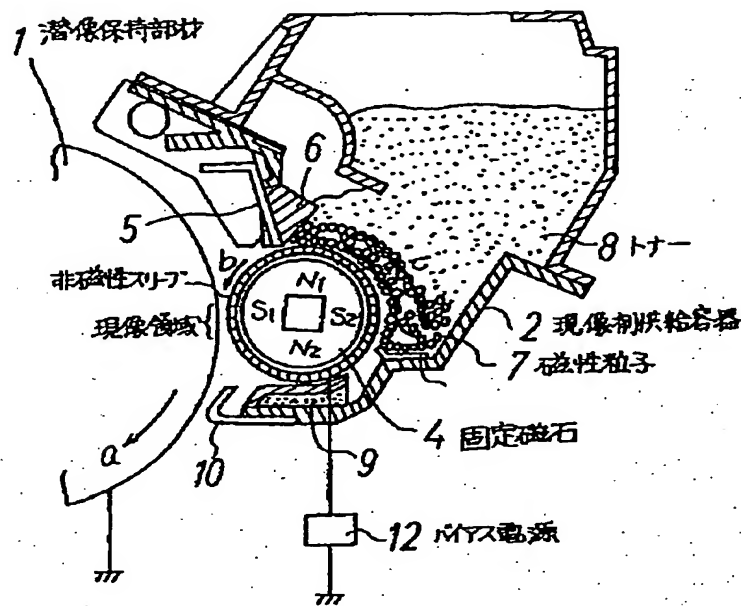 1 潜像保持部材
6
5
8 トナー
b
非磁性スリーブ
N1
S1 S2
N2
現像領域
2 現像剤供給容器
7 磁性粒子
4 固定磁石
a
10
9
12 バイアス電源